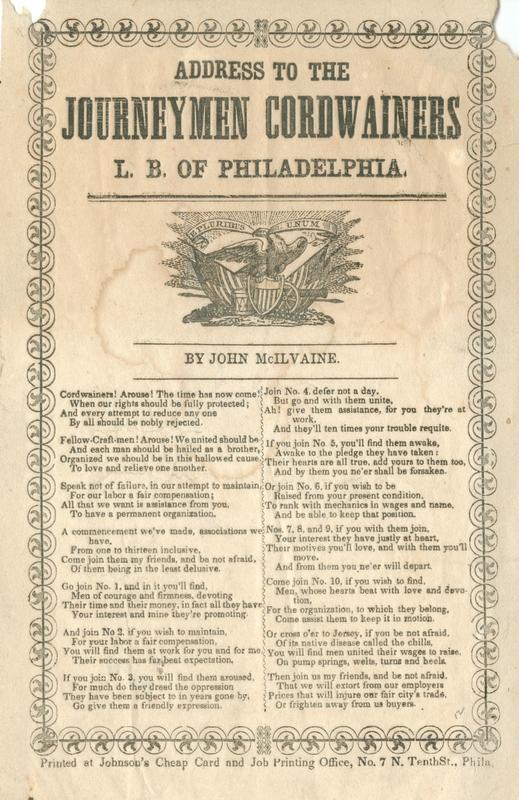 ADDRESS TO THE
JOURNEYMEN CORDWAINERS
L. B. OF PHILADELPHIA.
E PLURIBUS UNUM
BY JOHN McILVAINE.
Cordwainers! Arouse! The time has now come!
When our rights should be fully protected;
And every attempt to reduce any one
By all should be nobly rejected.
Fellow-Craft-men! Arouse! We united should be
And each man should be hailed as a brother,
Organized we should be in this hallowed cause
To love and relieve one another.
Speak not of failure, in our attempt to maintain,
For our labor a fair compensation;
All that we want is assistance from you,
To have a permanent organization.
A commencement we've made, associations we
have,
From one to thirteen inclusive,
Come join them my friends, and be not afraid,
Of them being in the least delusive.
Go join No. 1, and in it you'll find,
Men of courage and firmness, devoting
Their time and their money, in fact all they have
Your interest and mine they're promoting.
And join No 2, if you wish to maintain,
For your labor a fair compensation,
You will find them at work for you and for me
Their success has far beat expectation.
If you join No. 3, you will find them aroused,
For much do they dread the oppression
They have been subject to in years gone by,
Go give them a friendly expression.
Join No. 4, defer not a day,
But go and with them unite,
Ah! give them assistance, for you they're at
work,
And they'll ten times your trouble requite.
If you join No 5, you'll find them awake,
Awake to the pledge they have taken:
Their hearts are all true, add yours to them too,
And by them you ne'er shall be forsaken.
Or join No. 6, if you wish to be
Raised from your present condition,
To rank with mechanics in wages and name,
And be able to keep that position.
Nos. 7, 8, and 9, if you with them join,
Your interest they have justly at heart,
Their motives you'll love, and with them you'll
move.
And from them you ne'er will depart.
Come join No. 10, if you wish to find,
Men, whose hearts beat with love and devo-
tion,
For the organization, to which they belong,
Come assist them to keep it in motion.
Or cross o'er to Jersey, if you be not afraid,
Of its native disease called the chills,
You will find men united their wages to raise,
On pump springs, welts, turns and heels.
Then join us my friends, and be not afraid,
That we will extort from our employers
Prices that will injure our fair city's trade,
Or frighten away from us buyers.
Printed at Johnson's Cheap Card and Job Printing Office, No. 7 N. TenthSt., Phila.